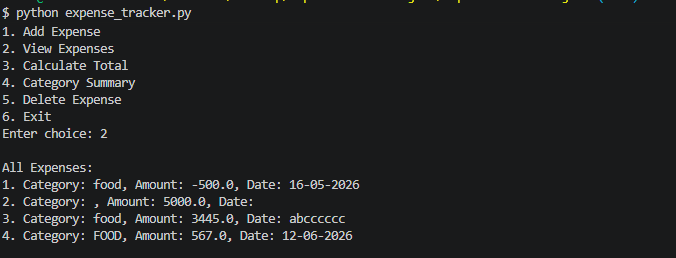 $ python expense_tracker.py
1. Add Expense
2. View Expenses
3. Calculate Total
4. Category Summary
5. Delete Expense
6. Exit
Enter choice: 2
All Expenses:
1. Category: food, Amount: -500.0, Date: 16-05-2026
2. Category: , Amount: 5000.0, Date:
3. Category: food, Amount: 3445.0, Date: abcccccc
4. Category: FOOD, Amount: 567.0, Date: 12-06-2026